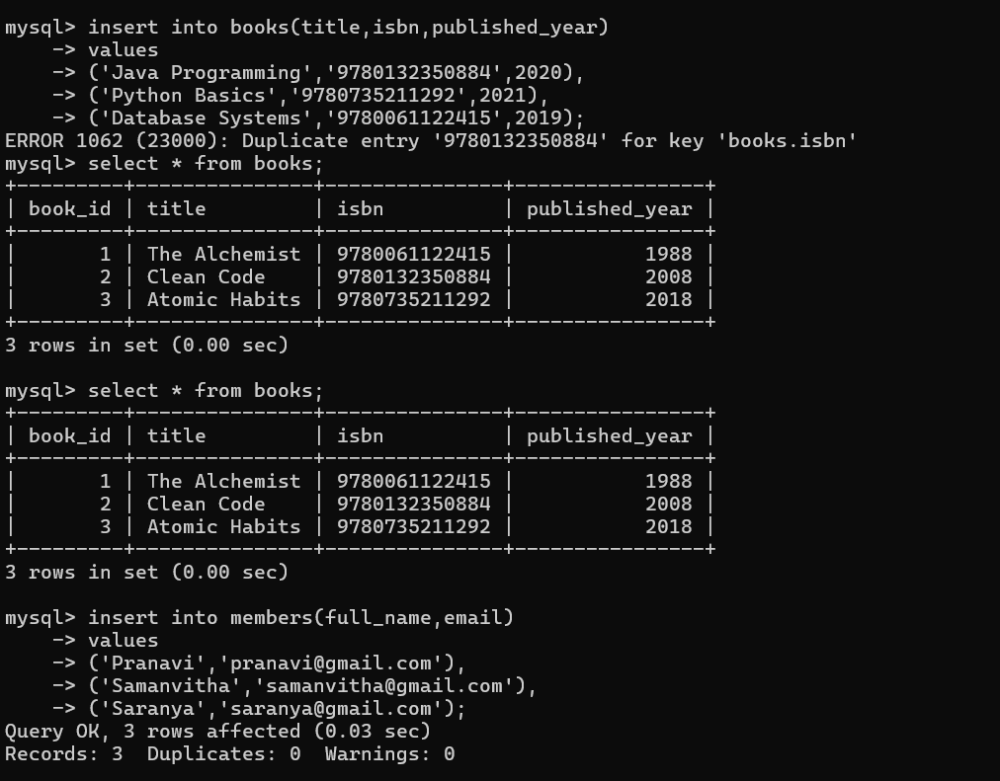 mysql> insert into books(title,isbn,published_year)
    -> values
    -> ('Java Programming','9780132350884',2020),
    -> ('Python Basics','9780735211292',2021),
    -> ('Database Systems','9780061122415',2019);
ERROR 1062 (23000): Duplicate entry '9780132350884' for key 'books.isbn'
mysql> select * from books;
+---------+---------------+---------------+----------------+
| book_id | title         | isbn          | published_year |
+---------+---------------+---------------+----------------+
|       1 | The Alchemist | 9780061122415 |           1988 |
|       2 | Clean Code    | 9780132350884 |           2008 |
|       3 | Atomic Habits | 9780735211292 |           2018 |
+---------+---------------+---------------+----------------+
3 rows in set (0.00 sec)

mysql> select * from books;
+---------+---------------+---------------+----------------+
| book_id | title         | isbn          | published_year |
+---------+---------------+---------------+----------------+
|       1 | The Alchemist | 9780061122415 |           1988 |
|       2 | Clean Code    | 9780132350884 |           2008 |
|       3 | Atomic Habits | 9780735211292 |           2018 |
+---------+---------------+---------------+----------------+
3 rows in set (0.00 sec)

mysql> insert into members(full_name,email)
    -> values
    -> ('Pranavi','pranavi@gmail.com'),
    -> ('Samanvitha','samanvitha@gmail.com'),
    -> ('Saranya','saranya@gmail.com');
Query OK, 3 rows affected (0.03 sec)
Records: 3  Duplicates: 0  Warnings: 0